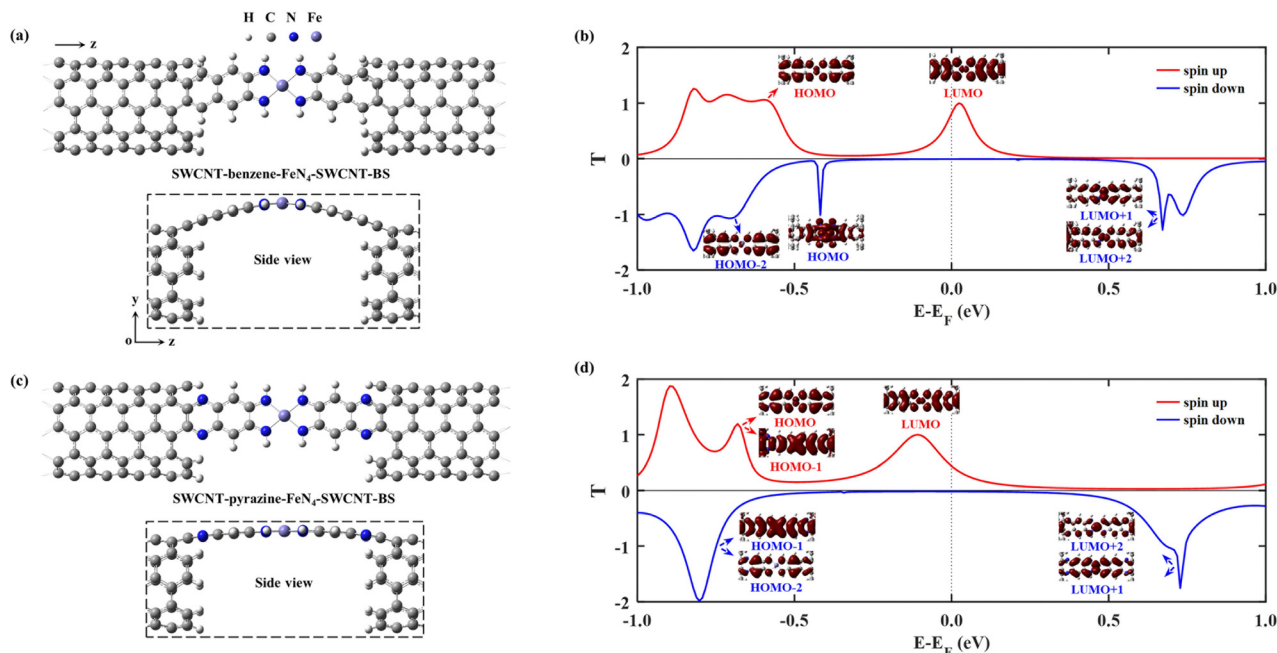 (a)
H C N Fe
z
SWCNT-benzene-FeN₄-SWCNT-BS
Side view
y
o
z
(b)
2
1
0
-1
-2
T
HOMO
LUMO
spin up
spin down
HOMO-2
HOMO
LUMO+1
LUMO+2
-1.0 -0.5 0.0 0.5 1.0
E-E_F (eV)
(c)
SWCNT-pyrazine-FeN₄-SWCNT-BS
Side view
(d)
2
1
0
-1
-2
T
HOMO
HOMO-1
LUMO
spin up
spin down
HOMO-1
HOMO-2
LUMO+2
LUMO+1
-1.0 -0.5 0.0 0.5 1.0
E-E_F (eV)